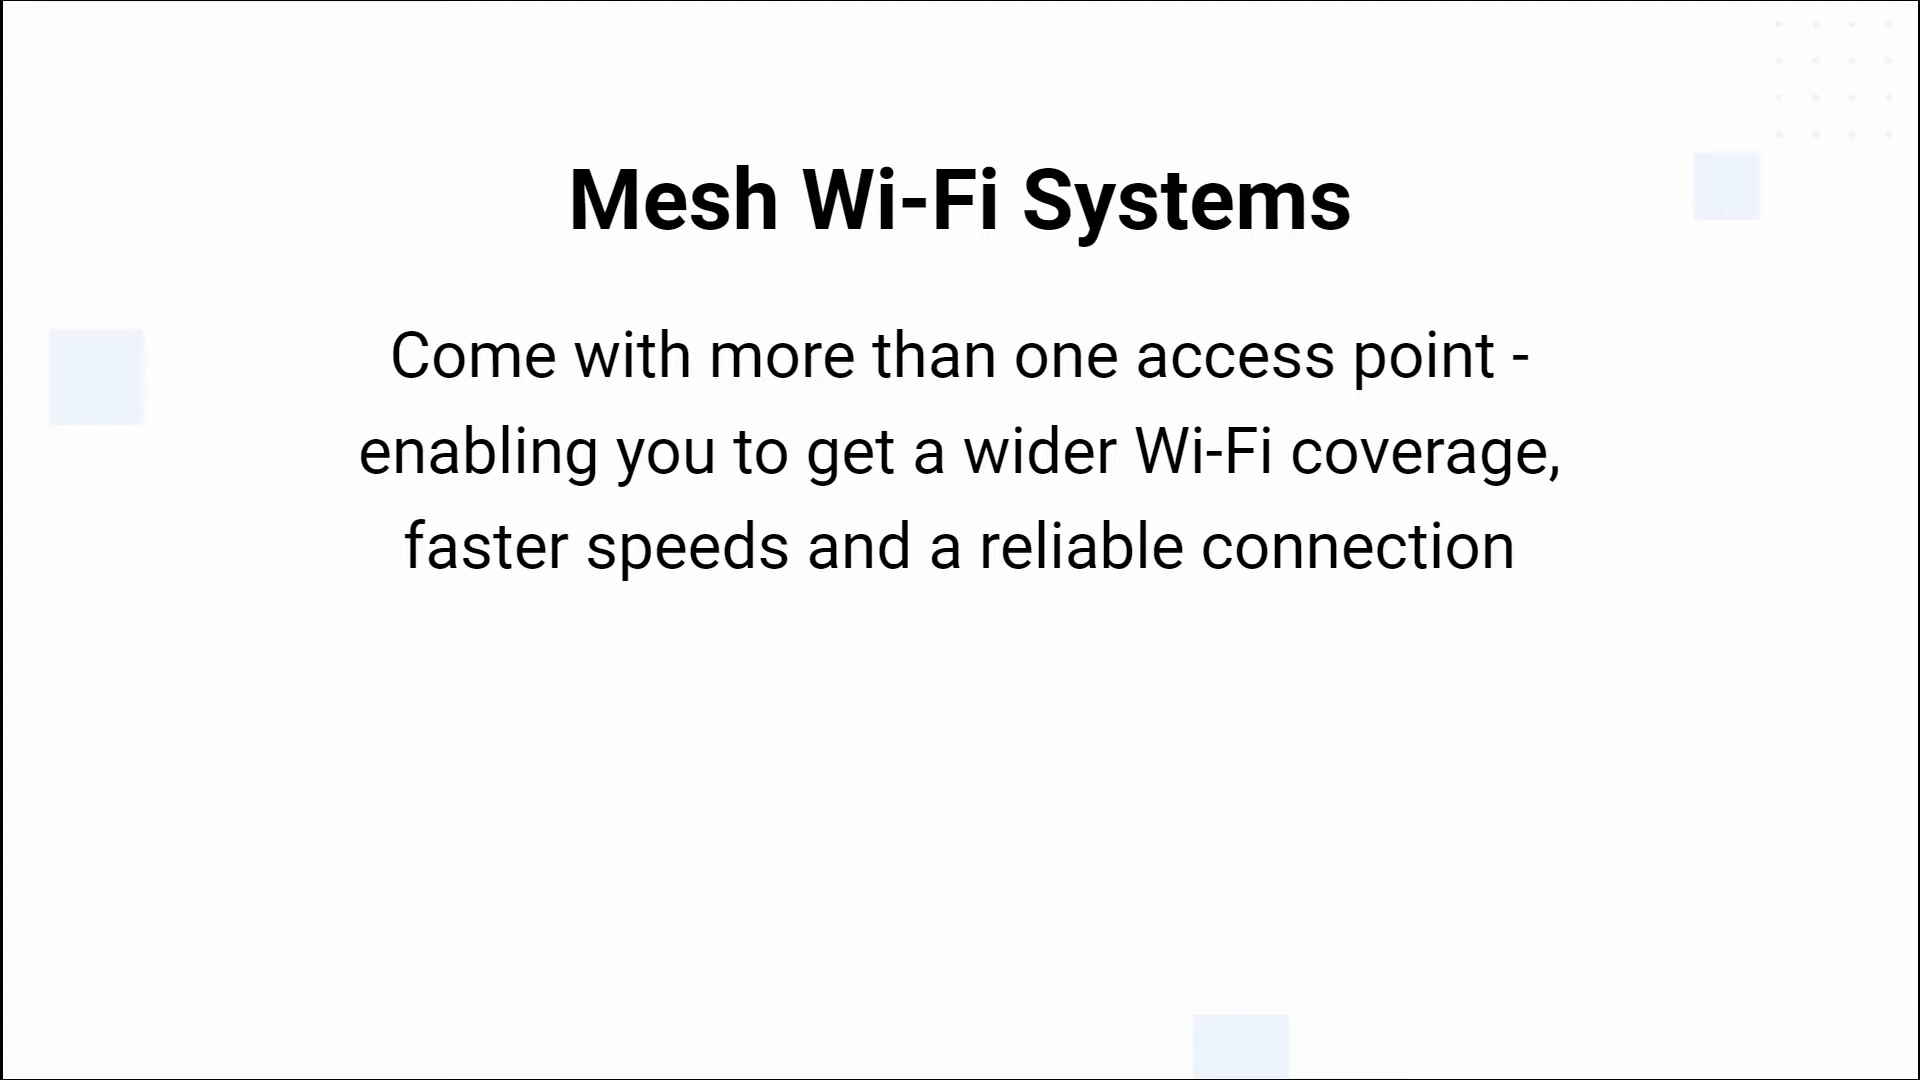 Mesh Wi-Fi Systems
Come with more than one access point -
enabling you to get a wider Wi-Fi coverage,
faster speeds and a reliable connection